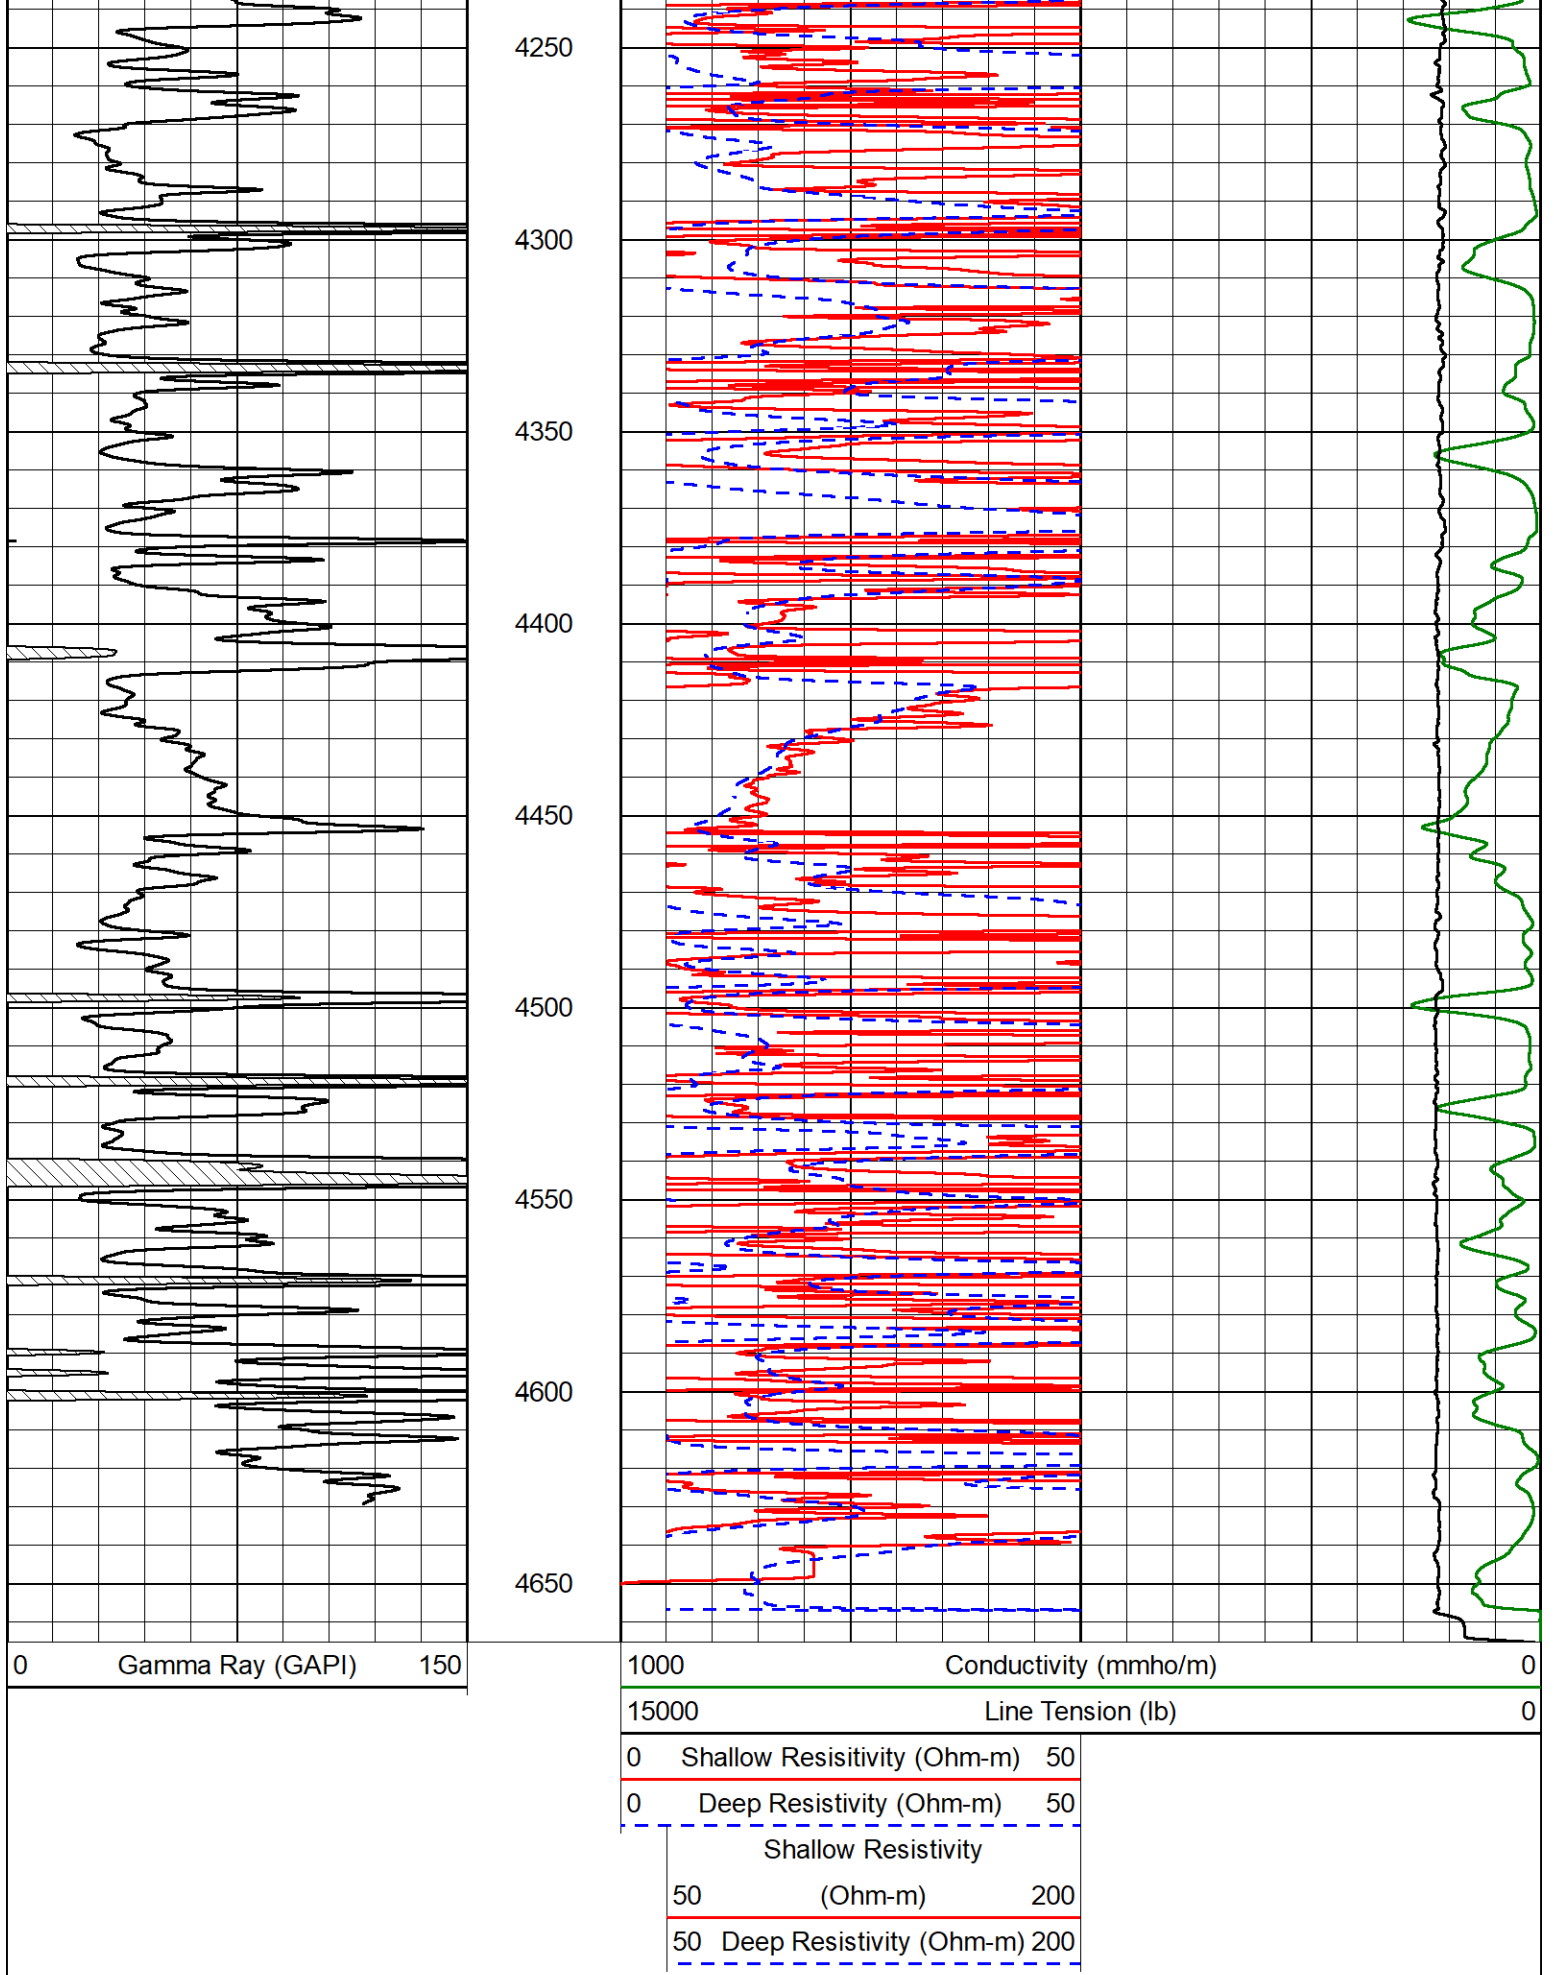 4250
4300
4350
4400
4450
4500
4550
4600
4650
0 Gamma Ray (GAPI) 150
1000 Conductivity (mmho/m) 0
15000 Line Tension (lb) 0
0 Shallow Resisitivity (Ohm-m) 50
0 Deep Resistivity (Ohm-m) 50
Shallow Resistivity
50 (Ohm-m) 200
50 Deep Resistivity (Ohm-m) 200